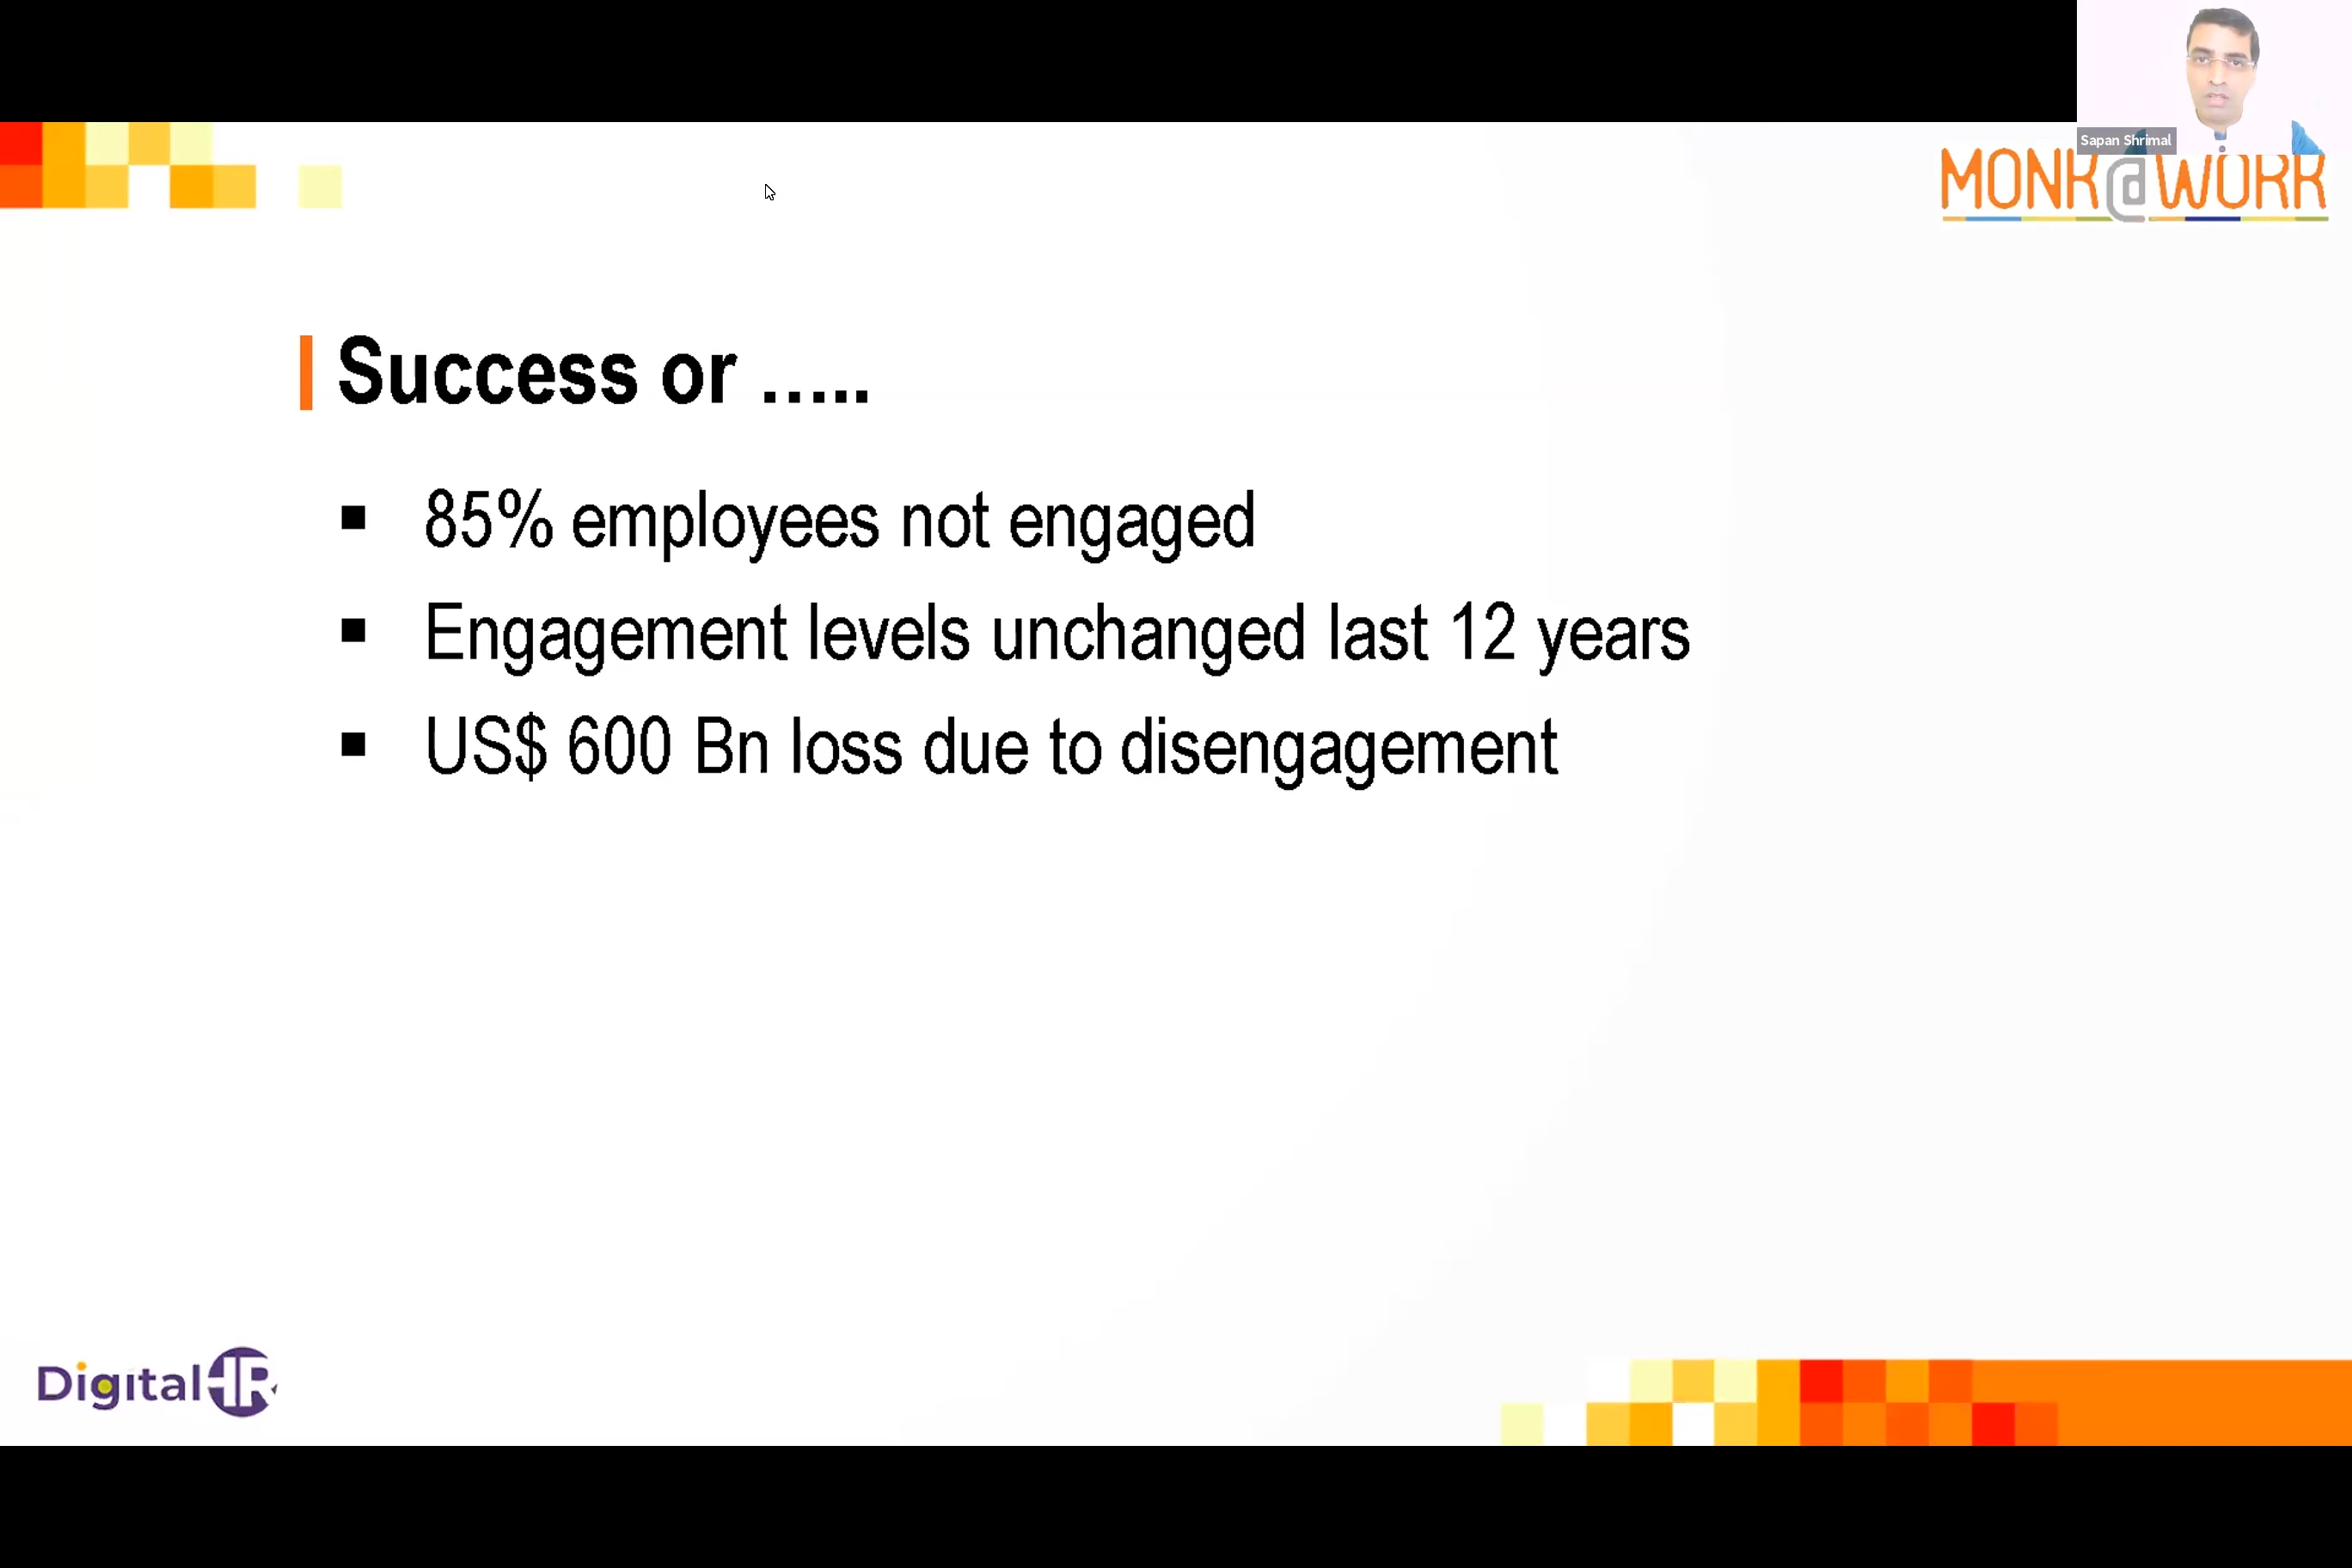 Sapan Shrimal
MONK@WORK
Success or .....
▪ 85% employees not engaged
▪ Engagement levels unchanged last 12 years
▪ US$ 600 Bn loss due to disengagement
DigitalHR